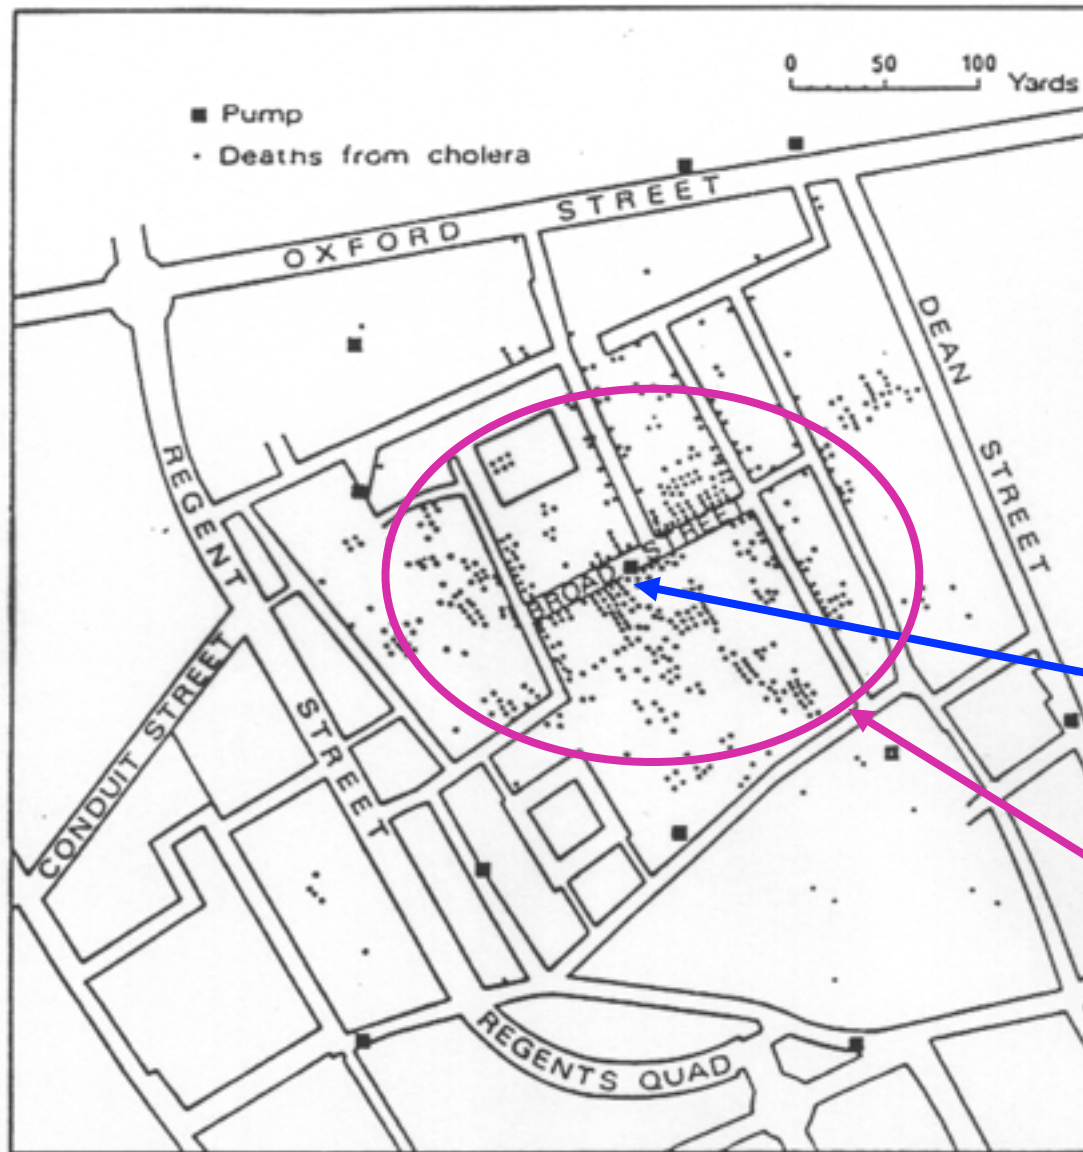 0 50 100 Yards
Pump
Deaths from cholera
OXFORD STREET
DEAN STREET
REGENT STREET
BROAD STREET
CONDUIT STREET
REGENTS QUAD